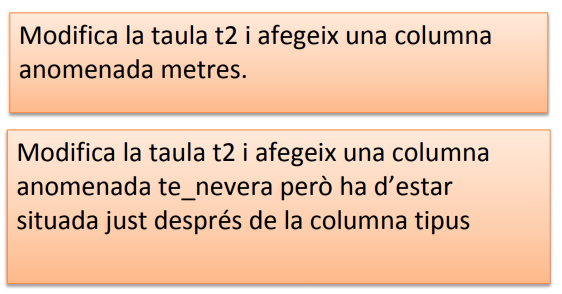 Modifica la taula t2 i afegeix una columna
anomenada metres.
Modifica la taula t2 i afegeix una columna
anomenada te_nevera però ha d’estar
situada just després de la columna tipus